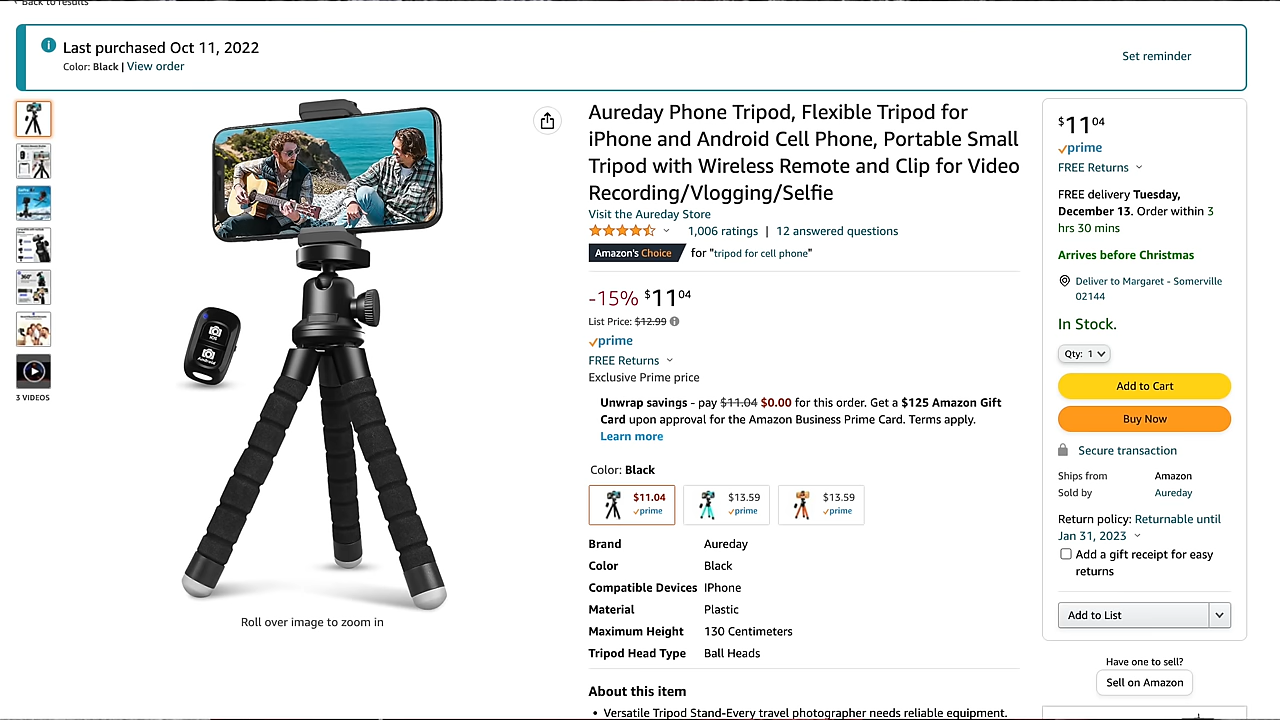 Back to results
Last purchased Oct 11, 2022
Color: Black | View order
Set reminder
3 VIDEOS
iOS
Android
Roll over image to zoom in
Aureday Phone Tripod, Flexible Tripod for
iPhone and Android Cell Phone, Portable Small
Tripod with Wireless Remote and Clip for Video
Recording/Vlogging/Selfie
Visit the Aureday Store
1,006 ratings | 12 answered questions
Amazon's Choice for "tripod for cell phone"
-15% $11 04
List Price: $12.99
prime
FREE Returns
Exclusive Prime price
Unwrap savings - pay $11.04 $0.00 for this order. Get a $125 Amazon Gift
Card upon approval for the Amazon Business Prime Card. Terms apply.
Learn more
Color: Black
$11.04
prime
$13.59
prime
$13.59
prime
Brand Aureday
Color Black
Compatible Devices IPhone
Material Plastic
Maximum Height 130 Centimeters
Tripod Head Type Ball Heads
About this item
• Versatile Tripod Stand-Every travel photographer needs reliable equipment.
$11 04
prime
FREE Returns
FREE delivery Tuesday,
December 13. Order within 3
hrs 30 mins
Arrives before Christmas
Deliver to Margaret - Somerville
02144
In Stock.
Qty: 1
Add to Cart
Buy Now
Secure transaction
Ships from Amazon
Sold by Aureday
Return policy: Returnable until
Jan 31, 2023
Add a gift receipt for easy
returns
Add to List
Have one to sell?
Sell on Amazon